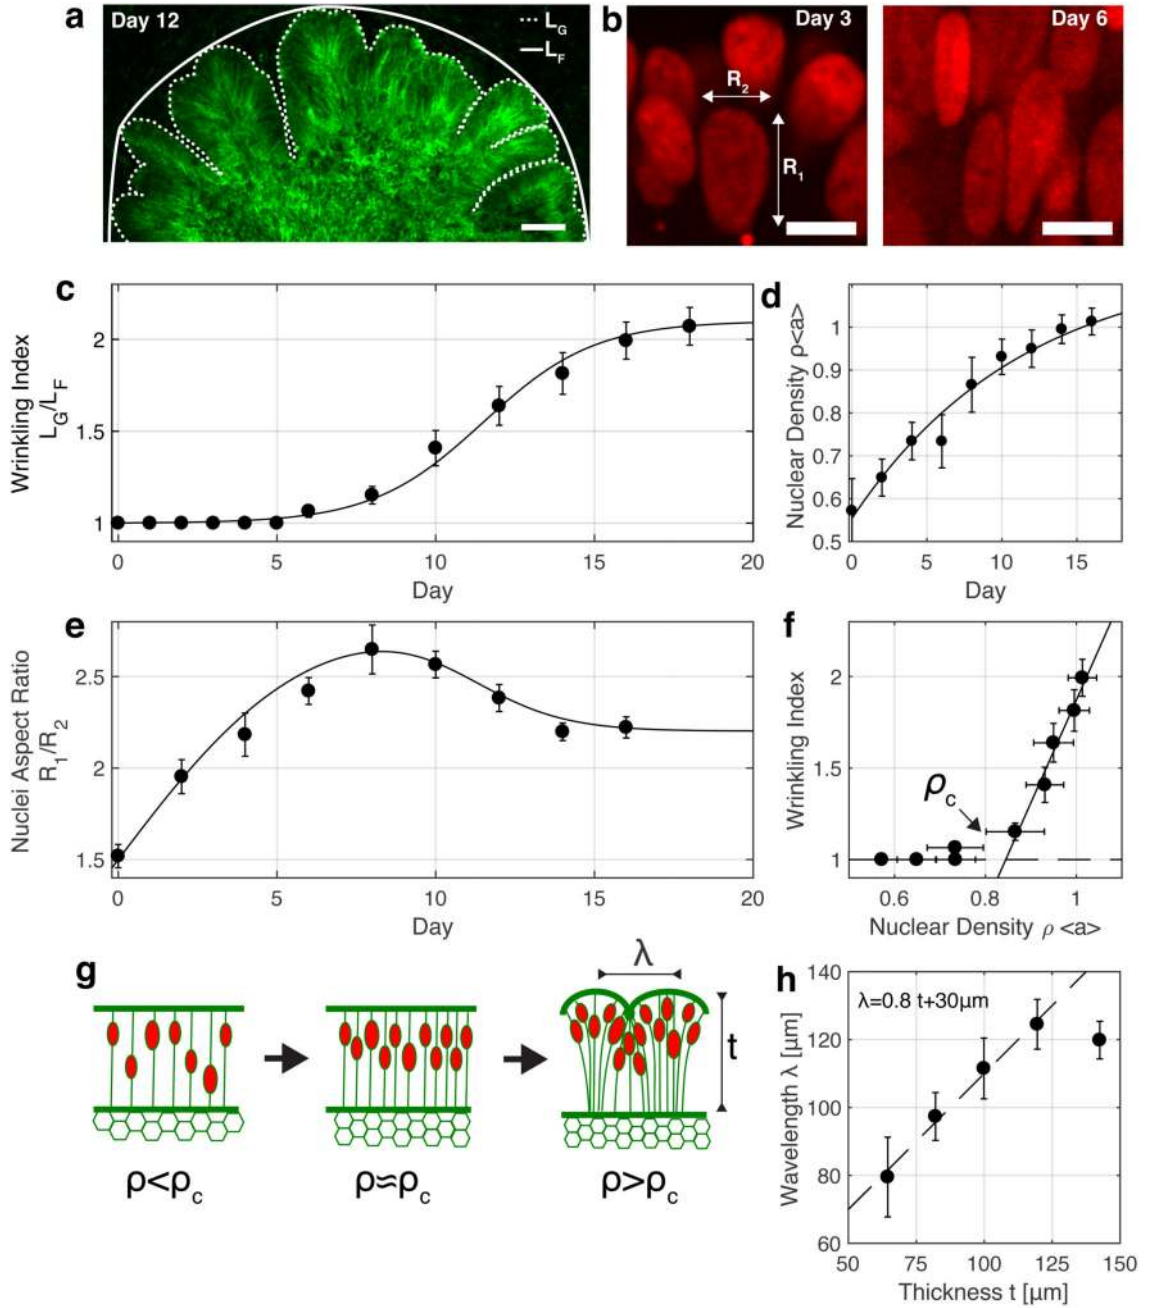 a
Day 12
L_G
L_F
b
Day 3
R_2
R_1
Day 6
c
Wrinkling Index
L_G/L_F
2
1.5
1
0
5
10
15
20
Day
d
Nuclear Density ρ<a>
1
0.9
0.8
0.7
0.6
0.5
0
5
10
15
Day
e
Nuclei Aspect Ratio
R_1/R_2
2.5
2
1.5
0
5
10
15
20
Day
f
Wrinkling Index
2
1.5
1
ρ_c
0.6
0.8
1
Nuclear Density ρ <a>
g
λ
t
ρ<ρ_c
ρ≈ρ_c
ρ>ρ_c
h
Wavelength λ [μm]
140
120
100
80
60
λ=0.8 t+30μm
50
75
100
125
150
Thickness t [μm]